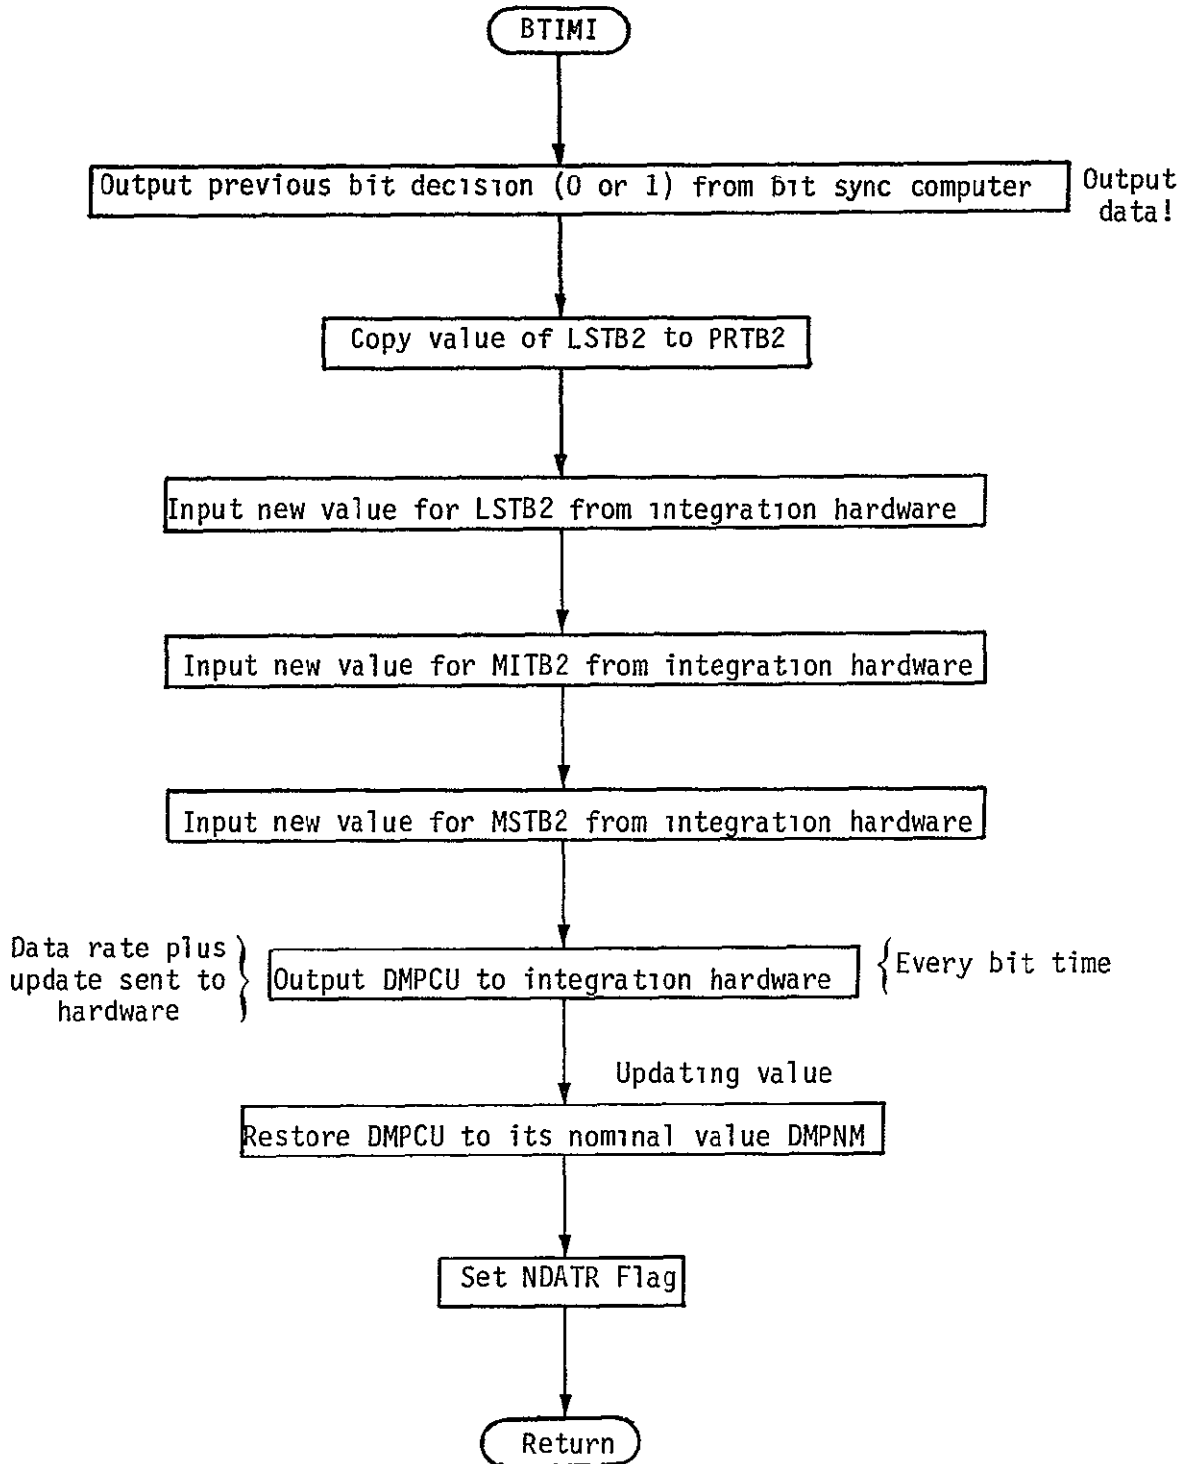 BTIMI
Output previous bit decision (0 or 1) from bit sync computer
Output
data!
Copy value of LSTB2 to PRTB2
Input new value for LSTB2 from integration hardware
Input new value for MITB2 from integration hardware
Input new value for MSTB2 from integration hardware
Data rate plus
update sent to
hardware
Output DMPCU to integration hardware
Every bit time
Updating value
Restore DMPCU to its nominal value DMPNM
Set NDATR Flag
Return